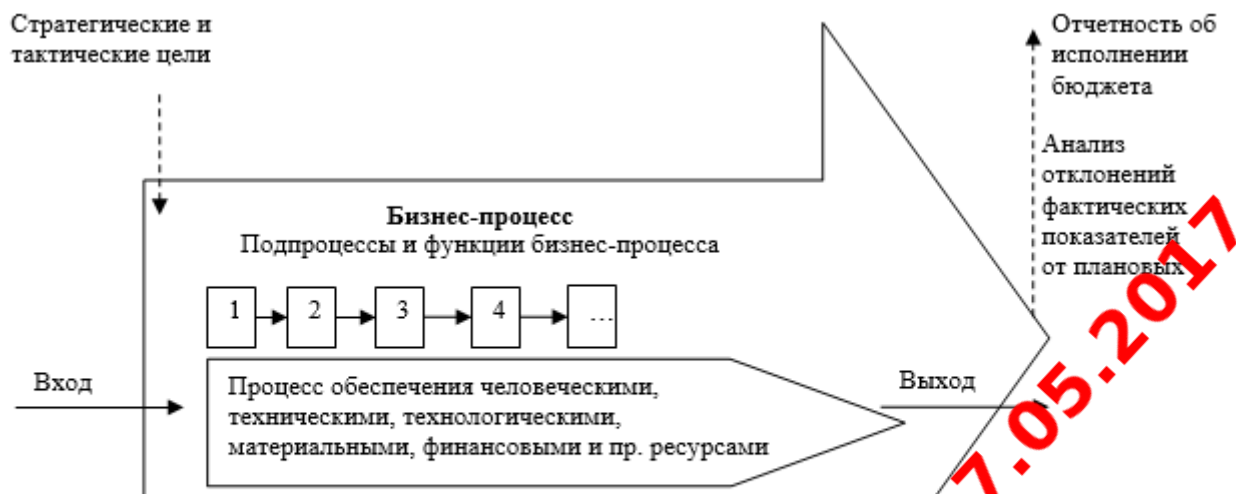 Стратегические и
тактические цели
Отчетность об
исполнении
бюджета
Анализ
отклонений
фактических
показателей
от плановых
Бизнес-процесс
Подпроцессы и функции бизнес-процесса
1
2
3
4
...
Вход
Процесс обеспечения человеческими,
техническими, технологическими,
материальными, финансовыми и пр. ресурсами
Выход
7.05.2017